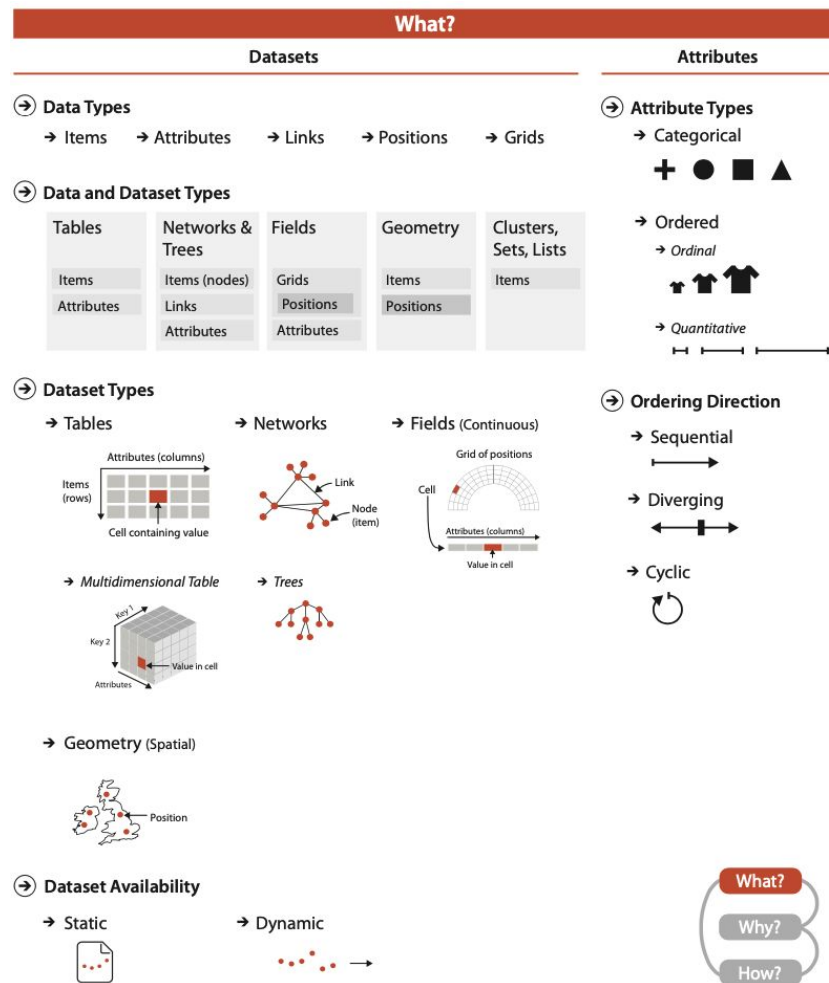 What?
Datasets
Attributes
Data Types
Items
Attributes
Links
Positions
Grids
Data and Dataset Types
Tables
Items
Attributes
Networks &
Trees
Items (nodes)
Links
Attributes
Fields
Grids
Positions
Attributes
Geometry
Items
Positions
Clusters,
Sets, Lists
Items
Dataset Types
Tables
Attributes (columns)
Items
(rows)
Cell containing value
Networks
Link
Node
(item)
Fields (Continuous)
Grid of positions
Cell
Attributes (columns)
Value in cell
Multidimensional Table
Key 1
Key 2
Value in cell
Attributes
Trees
Geometry (Spatial)
Position
Dataset Availability
Static
Dynamic
Attribute Types
Categorical
Ordered
Ordinal
Quantitative
Ordering Direction
Sequential
Diverging
Cyclic
What?
Why?
How?